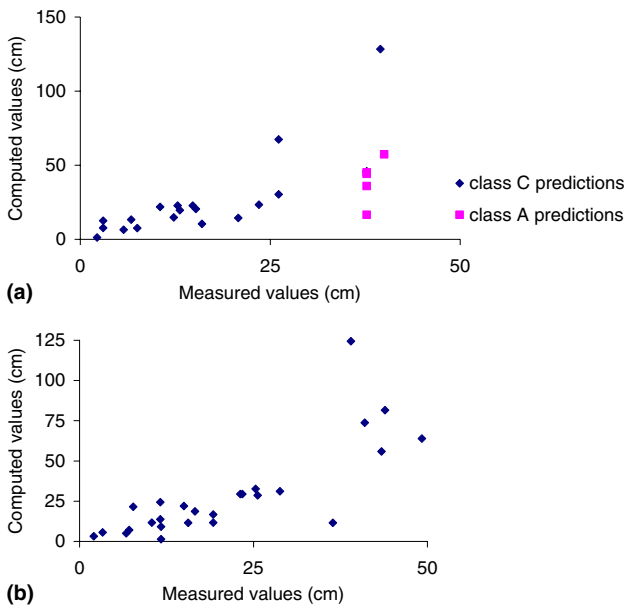 150
100
50
0
Computed values (cm)
0 25 50
Measured values (cm)
class C predictions
class A predictions
(a)
125
100
75
50
25
0
Computed values (cm)
0 25 50
Measured values (cm)
(b)